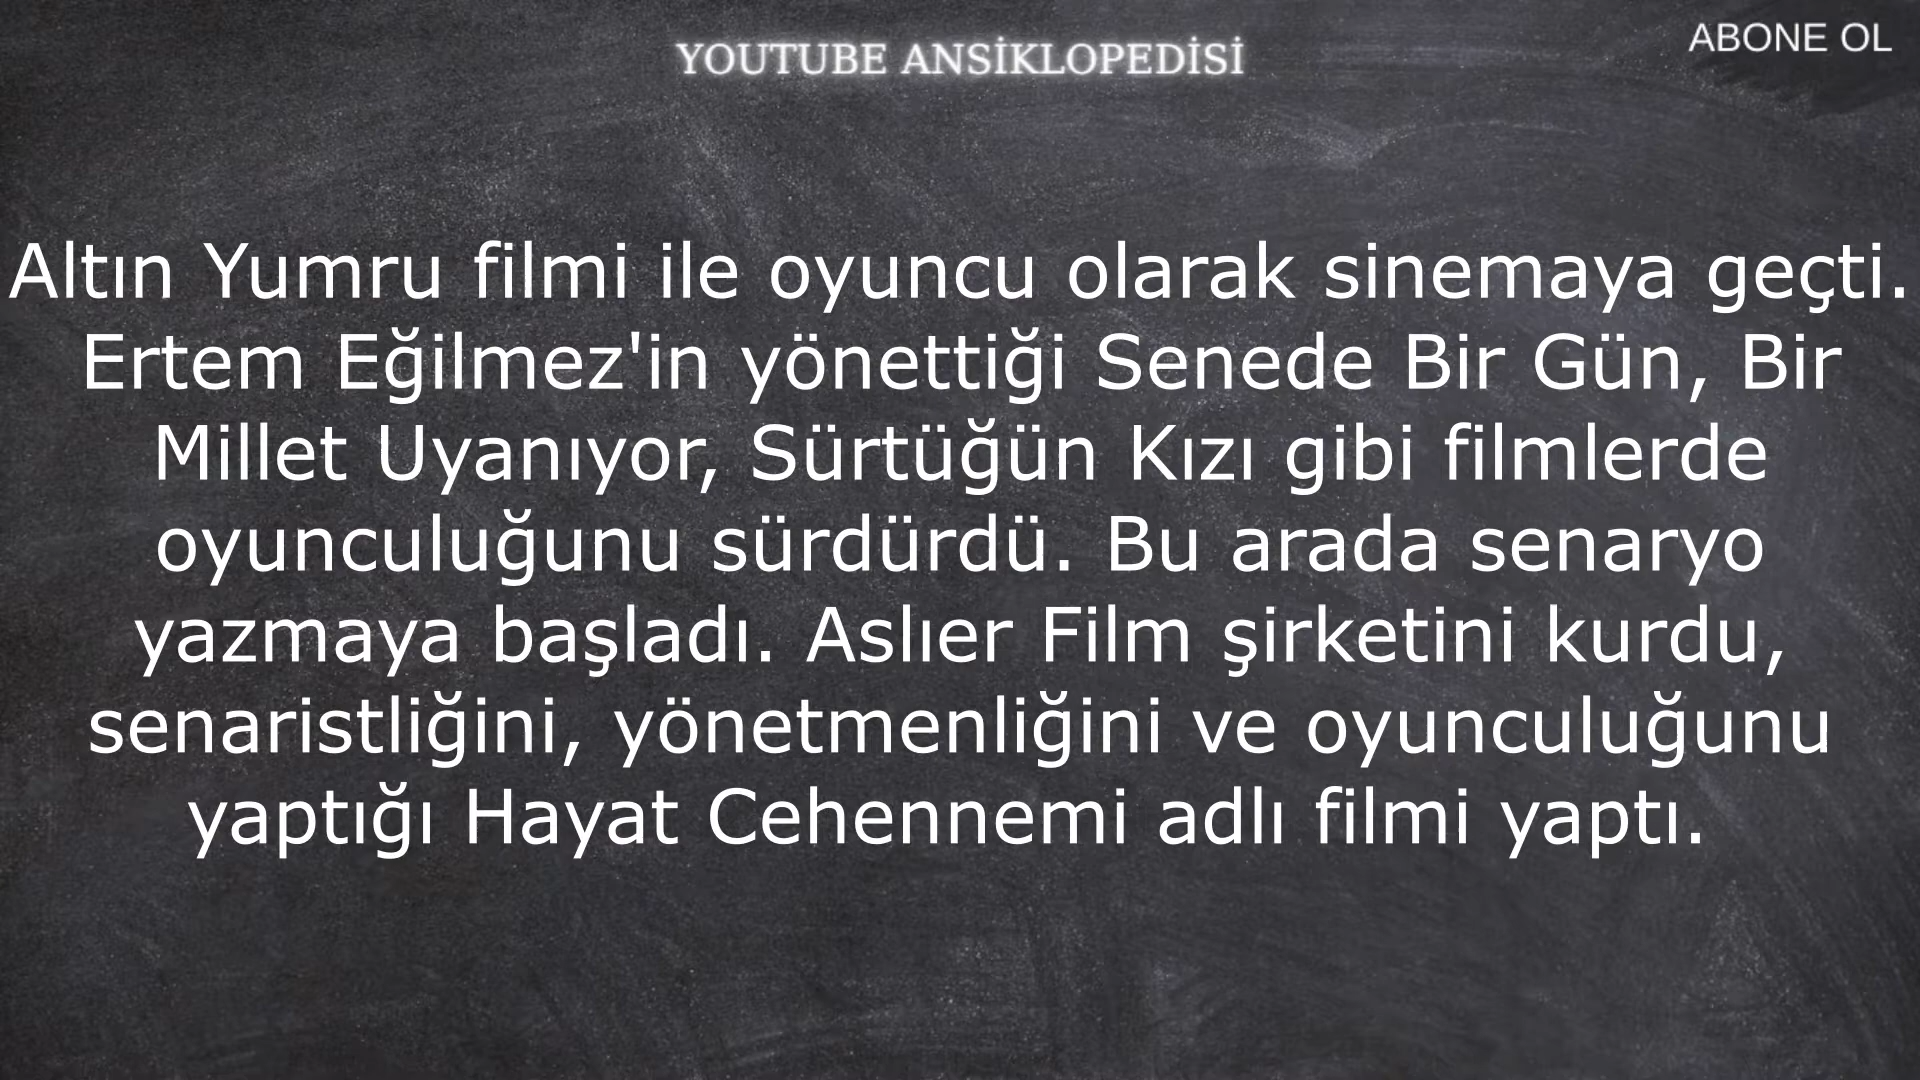 YOUTUBE ANSİKLOPEDİSİ
ABONE OL
Altın Yumru filmi ile oyuncu olarak sinemaya geçti.
Ertem Eğilmez'in yönettiği Senede Bir Gün, Bir
Millet Uyanıyor, Sürtüğün Kızı gibi filmlerde
oyunculuğunu sürdürdü. Bu arada senaryo
yazmaya başladı. Aslıer Film şirketini kurdu,
senaristliğini, yönetmenliğini ve oyunculuğunu
yaptığı Hayat Cehennemi adlı filmi yaptı.